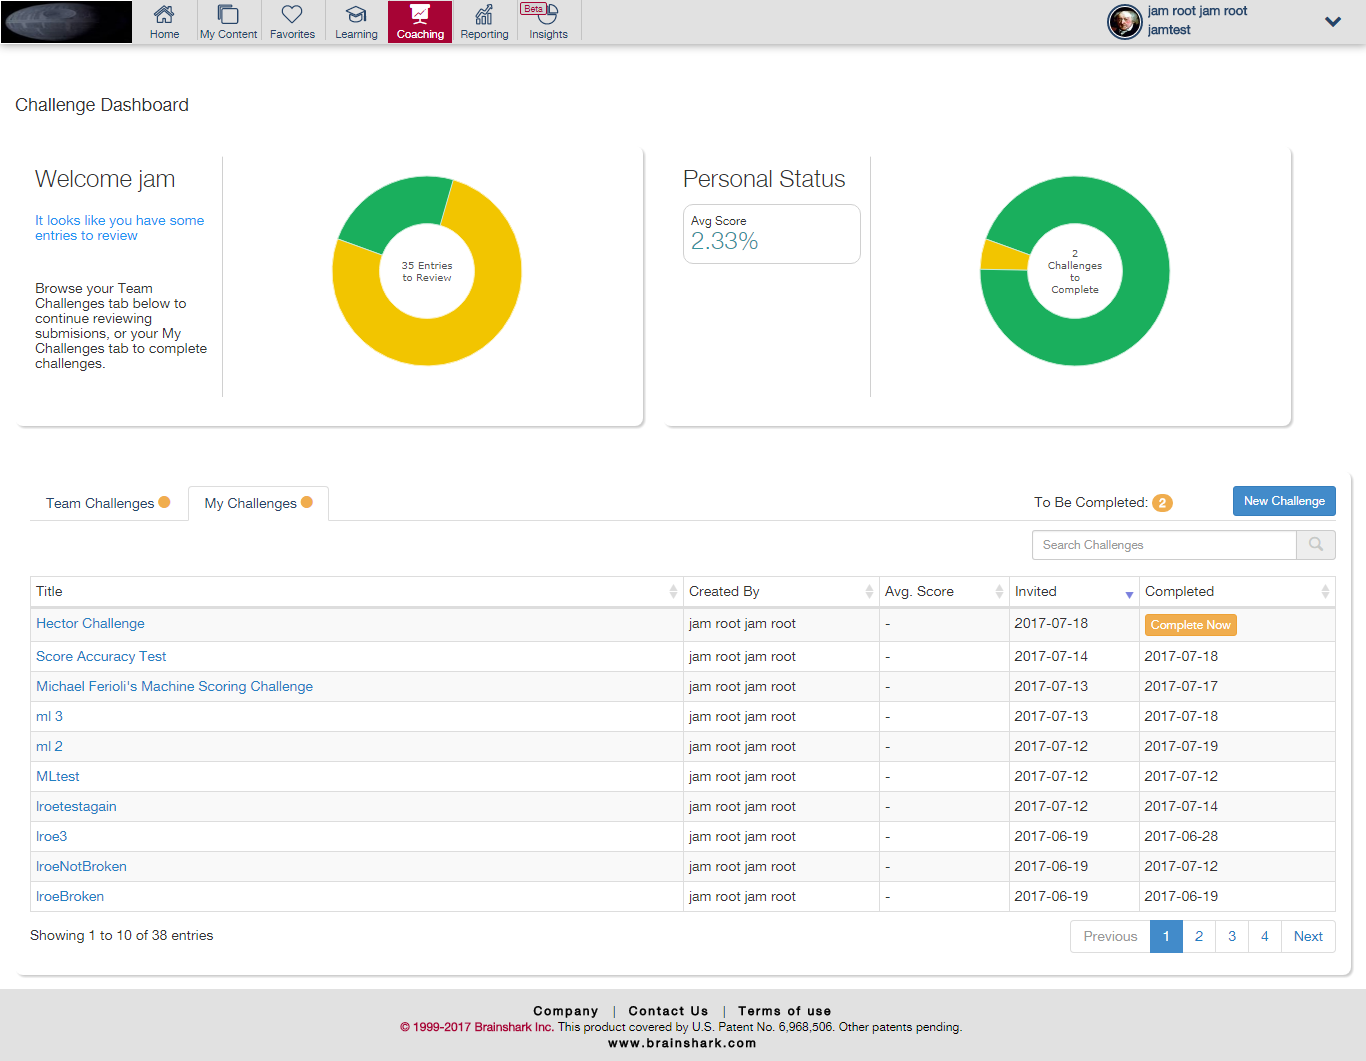 Home
My Content
Favorites
Learning
Coaching
Reporting
Beta
Insights
jam root jam root
jamtest
Challenge Dashboard
Welcome jam
It looks like you have some
entries to review
Browse your Team
Challenges tab below to
continue reviewing
submisions, or your My
Challenges tab to complete
challenges.
35 Entries
to Review
Personal Status
Avg Score
2.33%
2
Challenges
to
Complete
Team Challenges
My Challenges
To Be Completed: 2
New Challenge
Search Challenges
Title Created By Avg. Score Invited Completed
Hector Challenge jam root jam root - 2017-07-18 Complete Now
Score Accuracy Test jam root jam root - 2017-07-14 2017-07-18
Michael Ferioli's Machine Scoring Challenge jam root jam root - 2017-07-13 2017-07-17
ml 3 jam root jam root - 2017-07-13 2017-07-18
ml 2 jam root jam root - 2017-07-12 2017-07-19
MLtest jam root jam root - 2017-07-12 2017-07-12
lroetestagain jam root jam root - 2017-07-12 2017-07-14
lroe3 jam root jam root - 2017-06-19 2017-06-28
lroeNotBroken jam root jam root - 2017-06-19 2017-07-12
lroeBroken jam root jam root - 2017-06-19 2017-06-19
Showing 1 to 10 of 38 entries
Previous 1 2 3 4 Next
Company | Contact Us | Terms of use
© 1999-2017 Brainshark Inc. This product covered by U.S. Patent No. 6,968,506. Other patents pending.
www.brainshark.com